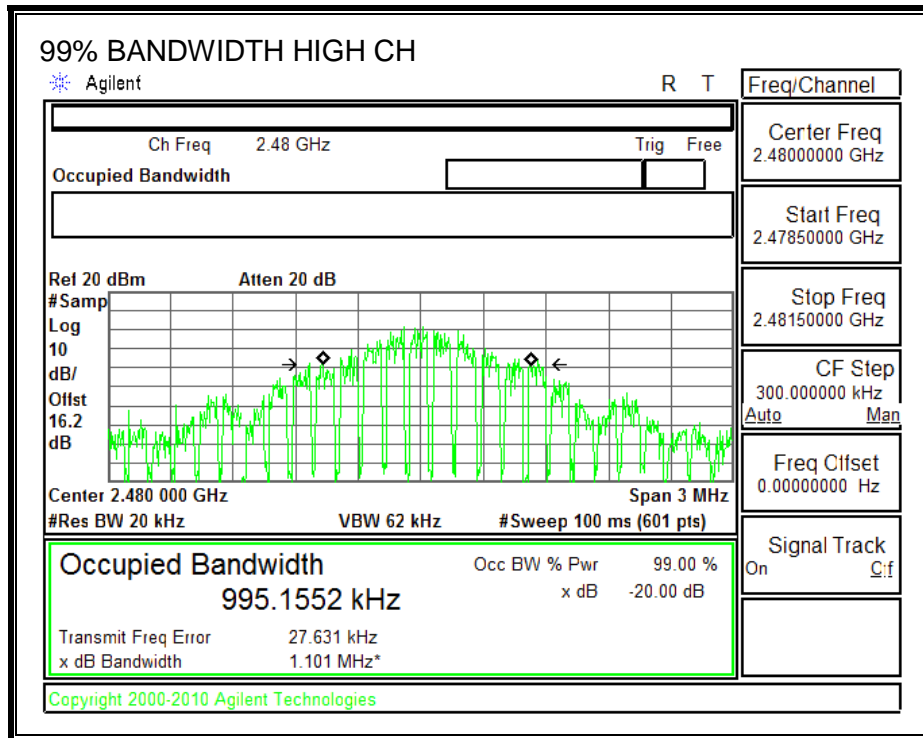 99% BANDWIDTH HIGH CH
Agilent R T
Freq/Channel
Ch Freq 2.48 GHz Trig Free
Occupied Bandwidth
Center Freq
2.48000000 GHz
Start Freq
2.47850000 GHz
Stop Freq
2.48150000 GHz
CF Step
300.000000 kHz
Auto Man
Freq Offset
0.00000000 Hz
Signal Track
On Off
Ref 20 dBm Atten 20 dB
#Samp
Log
10
dB/
Offst
16.2
dB
Center 2.480 000 GHz Span 3 MHz
#Res BW 20 kHz VBW 62 kHz #Sweep 100 ms (601 pts)
Occupied Bandwidth Occ BW % Pwr 99.00 %
995.1552 kHz x dB -20.00 dB
Transmit Freq Error 27.631 kHz
x dB Bandwidth 1.101 MHz*
Copyright 2000-2010 Agilent Technologies